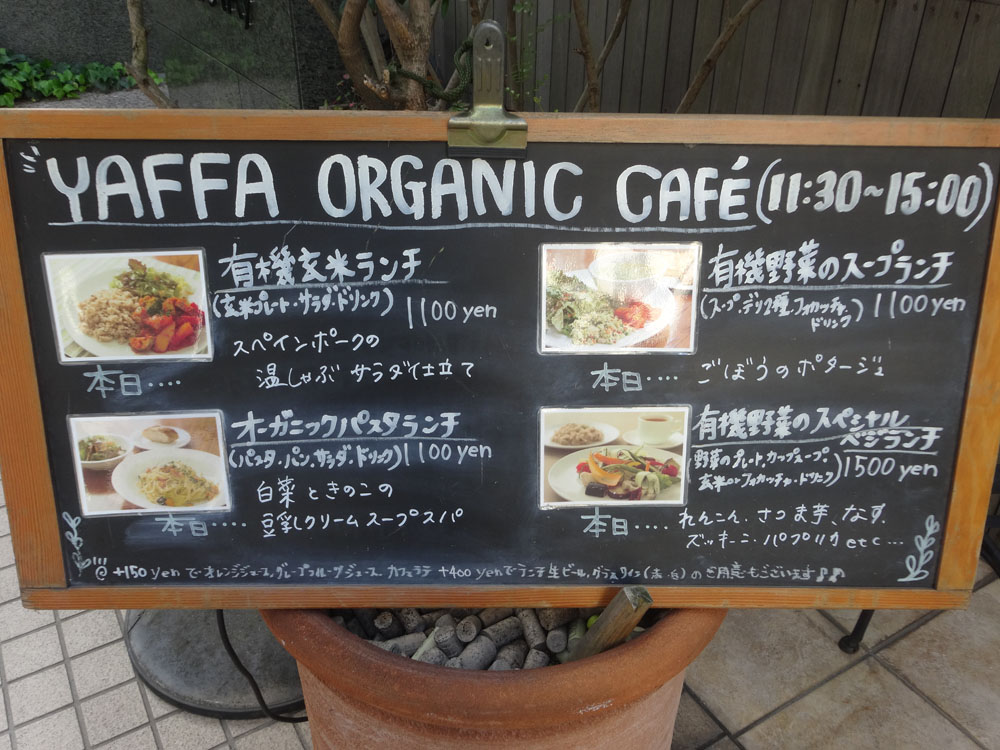 YAFFA ORGANIC CAFÉ (11:30~15:00)
有機玄米ランチ
(玄米プレート・サラダ・ドリンク) 1100 yen
本日‥‥
スペインポークの
温しゃぶ サラダ仕立て
有機野菜のスープランチ
(スープ・デリ2種・フォカッチャ・
ドリンク) 1100 yen
本日‥‥ ごぼうのポタージュ
オーガニックパスタランチ
(パスタ・パン・サラダ・ドリンク) 1100 yen
白菜ときのこの
本日‥‥ 豆乳クリームスープスパ
有機野菜のスペシャル
ベジランチ
(野菜のプレート・カップスープ・
玄米orフォカッチャ・ドリンク) 1500 yen
本日‥‥ れんこん、さつま芋、なす、
ズッキーニ・パプリカ etc…
@ +150 yenで オレンジジュース、グレープフルーツジュース、カフェラテ +400 yenでランチ生ビール、グラスワイン(赤・白)のご用意もございます♪♪